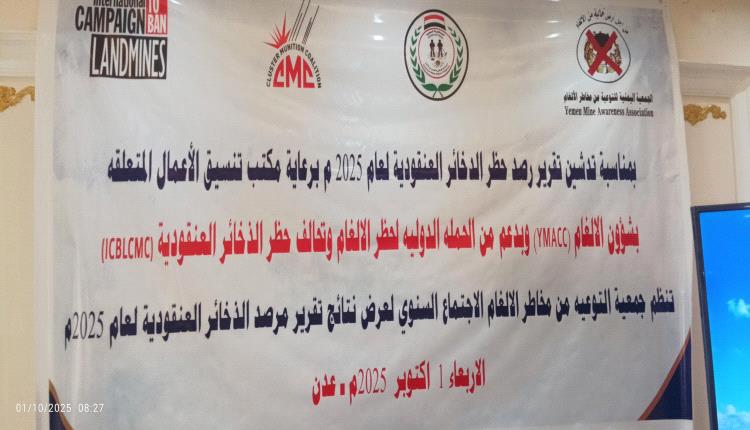 International
CAMPAIGN
TO
BAN
LANDMINES
CLUSTER MUNITION COALITION
CMC
الجمعية اليمنية للتوعية من مخاطر الألغام
Yemen Mine Awareness Association
بمناسبة تدشين تقرير رصد حظر الذخائر العنقودية لعام 2025 م برعاية مكتب تنسيق الأعمال المتعلقه
بشؤون الالغام (YMACC) وبدعم من الحمله الدوليه لحظر الالغام وتحالف حظر الذخائر العنقودية (ICBLCMC)
تنظم جمعية التوعيه من مخاطر الالغام الاجتماع السنوي لعرض نتائج تقرير مرصد الذخائر العنقودية لعام 2025م
الاربعاء 1 اكتوبر 2025م - عدن
01/10/2025 08:27